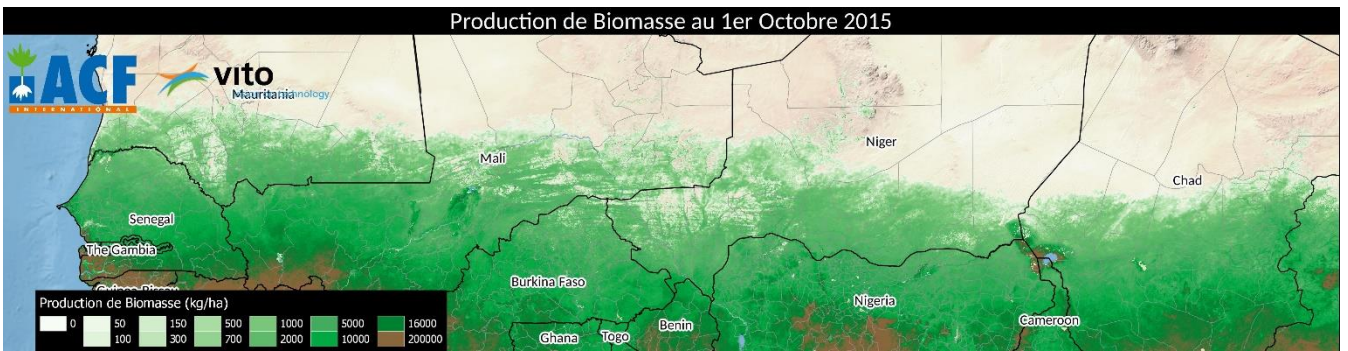 Production de Biomasse au 1er Octobre 2015
ACF
INTERNATIONAL
vito
Mauritania
Mali
Niger
Chad
Senegal
The Gambia
Burkina Faso
Nigeria
Cameroon
Benin
Ghana
Togo
Production de Biomasse (kg/ha)
0 50 150 500 1000 5000 16000
100 300 700 2000 10000 200000